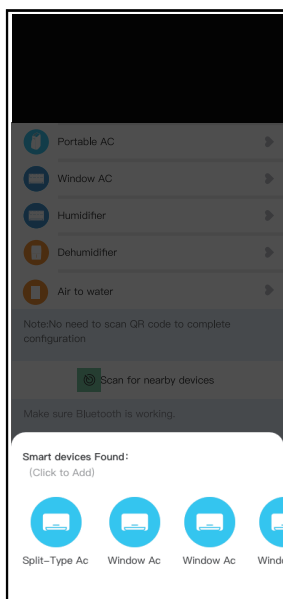 Portable AC
Window AC
Humidifier
Dehumidifier
Air to water
Note:No need to scan QR code to complete
configuration
Scan for nearby devices
Make sure Bluetooth is working.
Smart devices Found:
(Click to Add)
Split-Type Ac Window Ac Window Ac